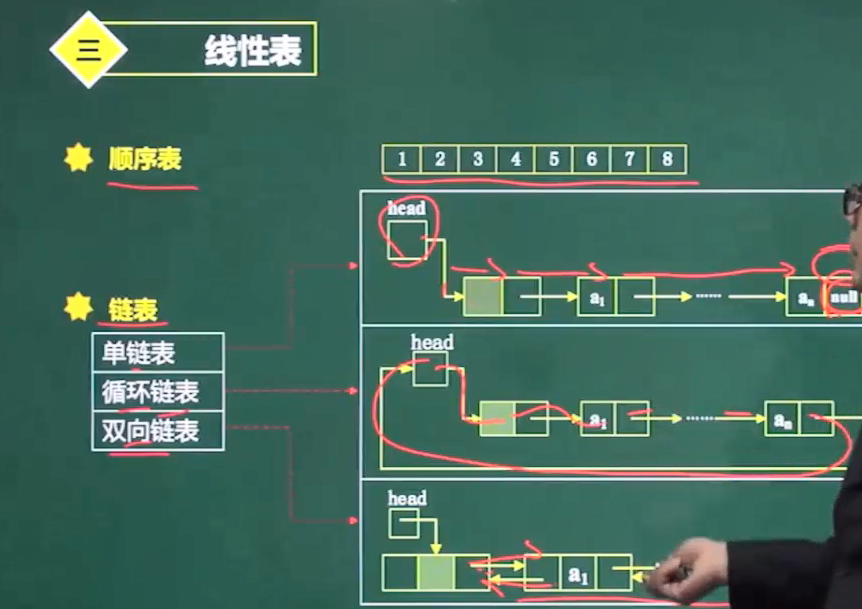 三 线性表
顺序表
1 2 3 4 5 6 7 8
head
a₁ …… aₙ null
链表
单链表
循环链表
双向链表
head
a₁ …… aₙ
head
a₁